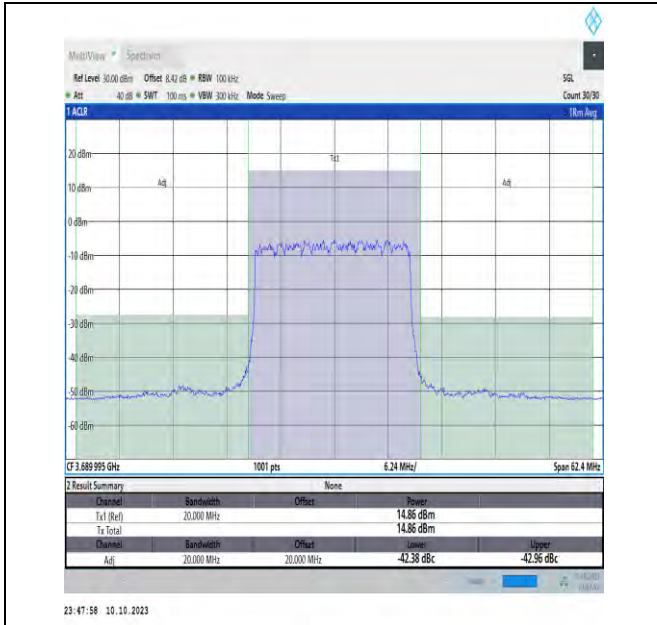 MultiView Spectrum
Ref Level 30.00 dBm Offset 8.42 dB RBW 100 kHz SGL
Att 40 dB SWT 100 ms VBW 300 kHz Mode Sweep Count 30/30
1 ACLR 1Rm Avg
20 dBm
Tx1
Adj Adj
10 dBm
0 dBm
-10 dBm
-20 dBm
-30 dBm
-40 dBm
-50 dBm
-60 dBm
CF 3.689995 GHz 1001 pts 6.24 MHz/ Span 62.4 MHz
2 Result Summary None
Channel Bandwidth Offset Power
Tx1 (Ref) 20.000 MHz 14.86 dBm
Tx Total 14.86 dBm
Channel Bandwidth Offset Lower Upper
Adj 20.000 MHz 20.000 MHz -42.38 dBc -42.96 dBc
23:47:58 10.10.2023